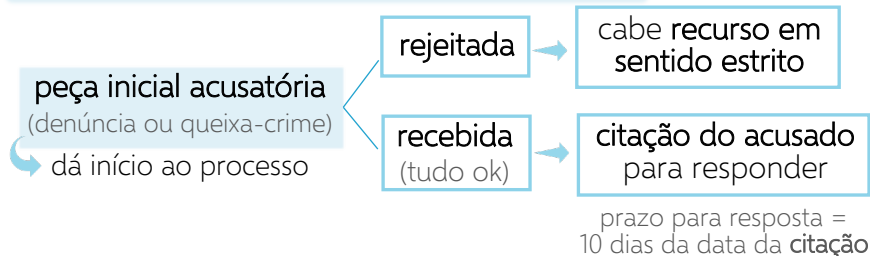 peça inicial acusatória
(denúncia ou queixa-crime)
dá início ao processo
rejeitada
cabe recurso em
sentido estrito
recebida
(tudo ok)
citação do acusado
para responder
prazo para resposta =
10 dias da data da citação